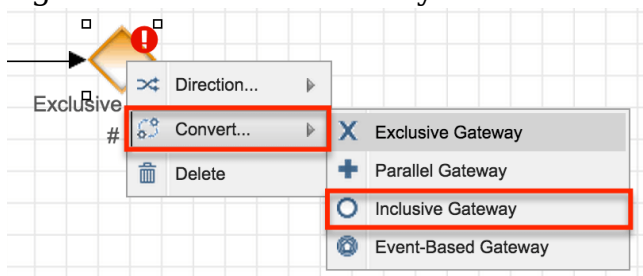 Direction...
Exclusive
# Convert...
X Exclusive Gateway
Delete
Parallel Gateway
Inclusive Gateway
Event-Based Gateway